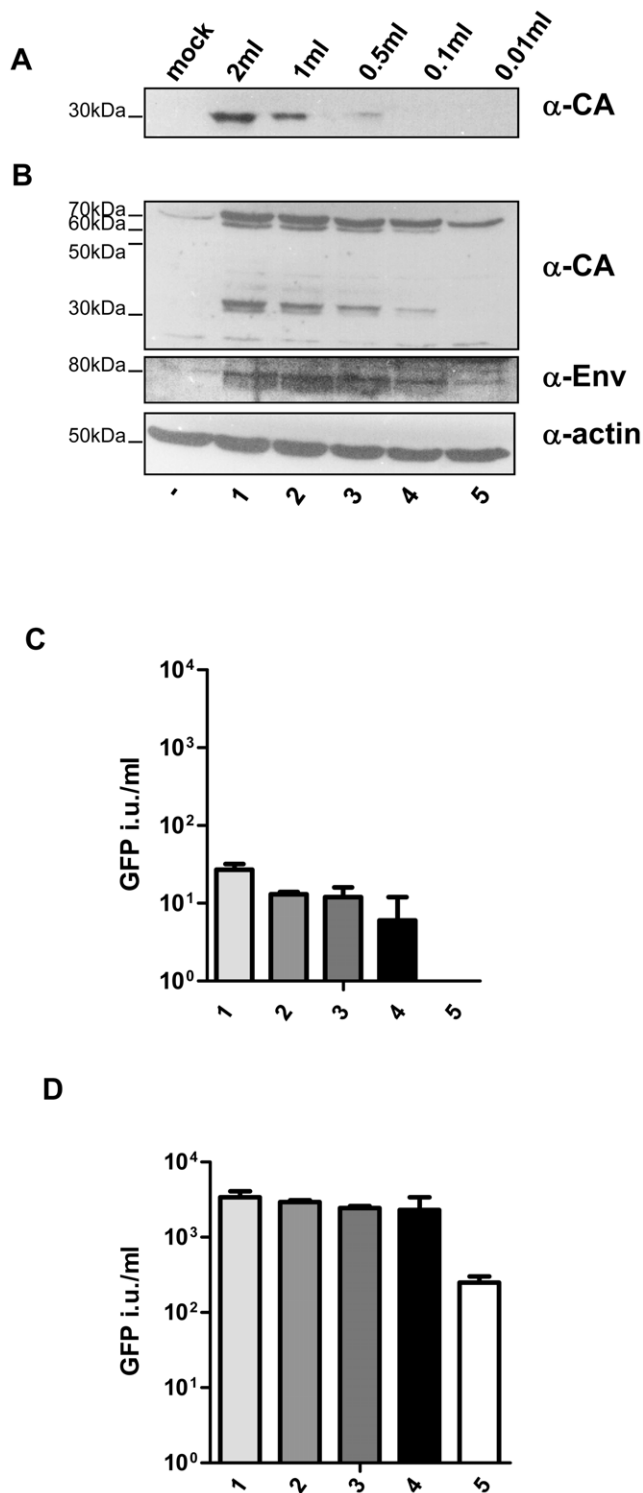 A
mock 2ml 1ml 0.5ml 0.1ml 0.01ml
30kDa α-CA
B
70kDa
60kDa
50kDa α-CA
30kDa
80kDa α-Env
50kDa α-actin
- 1 2 3 4 5
C
10⁴
10³
10²
10¹
10⁰
GFP i.u./ml
1 2 3 4 5
D
10⁴
10³
10²
10¹
10⁰
GFP i.u./ml
1 2 3 4 5